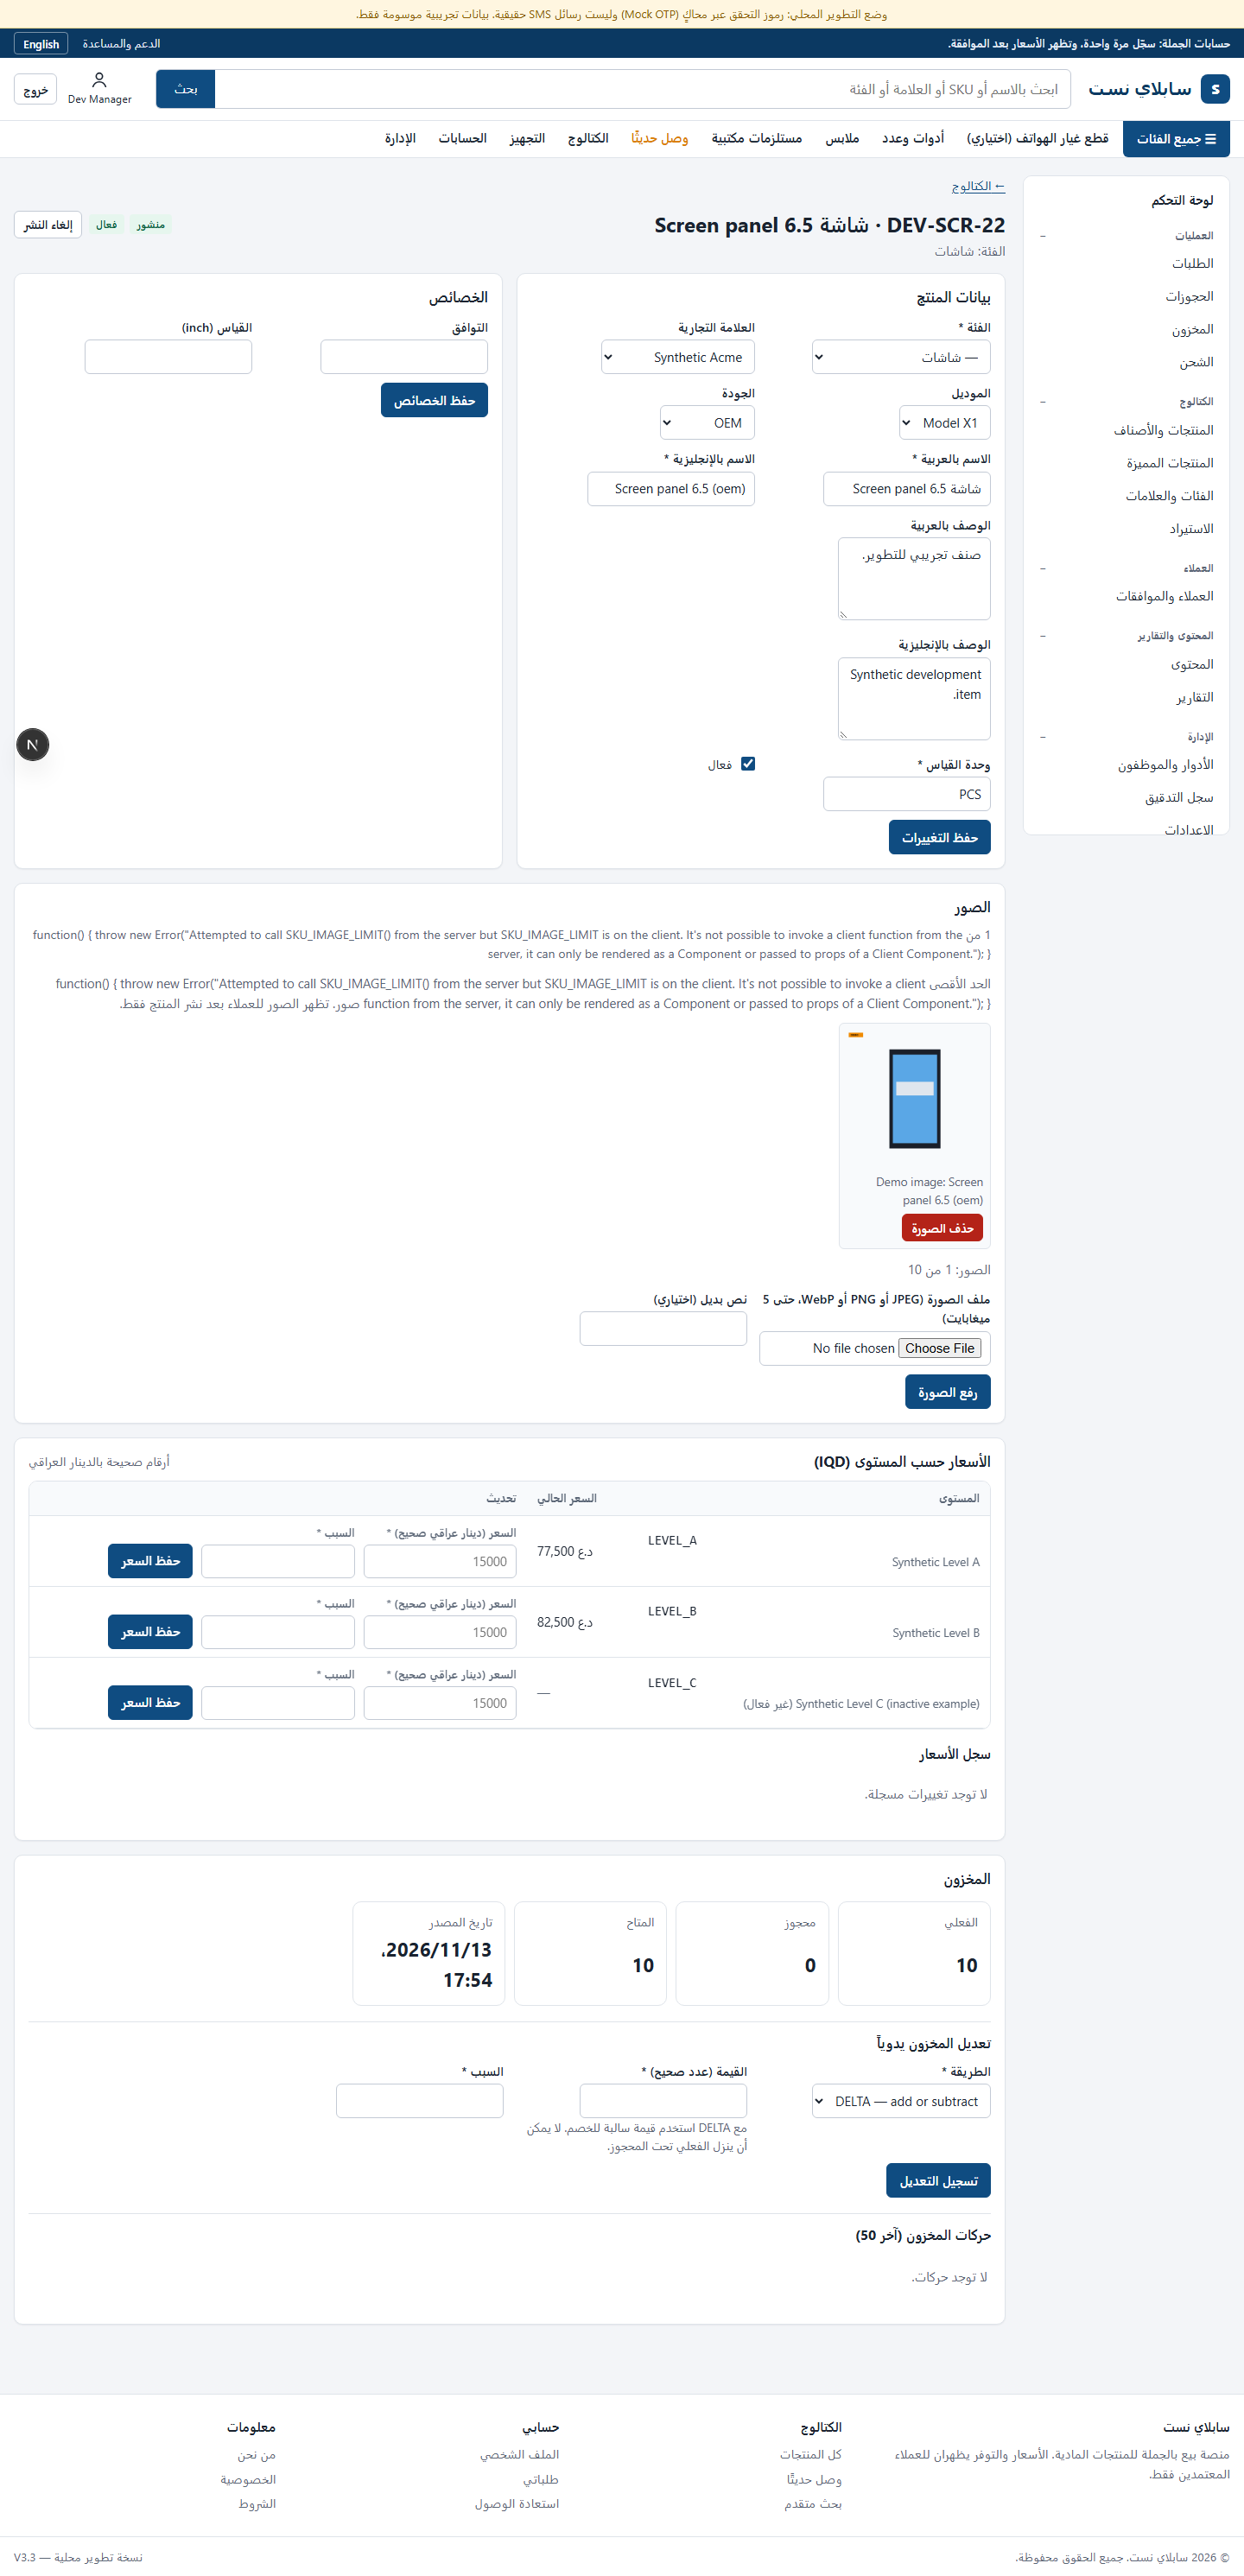 وضع التطوير المحلي: رموز التحقق عبر محاكٍ (Mock OTP) وليست رسائل SMS حقيقية. بيانات تجريبية موسومة فقط.
حسابات الجملة: سجّل مرة واحدة، وتظهر الأسعار بعد الموافقة.
الدعم والمساعدة
English
S
سابلاي نست
ابحث بالاسم أو SKU أو العلامة أو الفئة
بحث
Dev Manager
خروج
☰ جميع الفئات
قطع غيار الهواتف (اختياري)
أدوات وعدد
ملابس
مستلزمات مكتبية
وصل حديثًا
الكتالوج
التجهيز
الحسابات
الإدارة
لوحة التحكم
العمليات –
الطلبات
الحجوزات
المخزون
الشحن
الكتالوج –
المنتجات والأصناف
المنتجات المميزة
الفئات والعلامات
الاستيراد
العملاء –
العملاء والموافقات
المحتوى والتقارير –
المحتوى
التقارير
الإدارة –
الأدوار والموظفون
سجل التدقيق
الإعدادات
← الكتالوج
DEV-SCR-22 · شاشة Screen panel 6.5
منشور
فعال
إلغاء النشر
الفئة: شاشات
بيانات المنتج
الفئة *
العلامة التجارية
— شاشات
Synthetic Acme
الموديل
الجودة
Model X1
OEM
الاسم بالعربية *
الاسم بالإنجليزية *
شاشة Screen panel 6.5
Screen panel 6.5 (oem)
الوصف بالعربية
صنف تجريبي للتطوير.
الوصف بالإنجليزية
Synthetic development
item.
وحدة القياس *
فعال
PCS
حفظ التغييرات
الخصائص
التوافق
القياس (inch)
حفظ الخصائص
N
الصور
1 من function() { throw new Error("Attempted to call SKU_IMAGE_LIMIT() from the server but SKU_IMAGE_LIMIT is on the client. It's not possible to invoke a client function from the
server, it can only be rendered as a Component or passed to props of a Client Component."); }
الحد الأقصى function() { throw new Error("Attempted to call SKU_IMAGE_LIMIT() from the server but SKU_IMAGE_LIMIT is on the client. It's not possible to invoke a client
function from the server, it can only be rendered as a Component or passed to props of a Client Component."); } صور. تظهر الصور للعملاء بعد نشر المنتج فقط.
Demo image: Screen
panel 6.5 (oem)
حذف الصورة
الصور: 1 من 10
ملف الصورة (JPEG أو PNG أو WebP، حتى 5
ميغابايت)
نص بديل (اختياري)
Choose File No file chosen
رفع الصورة
الأسعار حسب المستوى (IQD)
أرقام صحيحة بالدينار العراقي
المستوى
السعر الحالي
تحديث
LEVEL_A
Synthetic Level A
77,500 د.ع
السعر (دينار عراقي صحيح) *
السبب *
15000
حفظ السعر
LEVEL_B
Synthetic Level B
82,500 د.ع
السعر (دينار عراقي صحيح) *
السبب *
15000
حفظ السعر
LEVEL_C
Synthetic Level C (inactive example) (غير فعال)
—
السعر (دينار عراقي صحيح) *
السبب *
15000
حفظ السعر
سجل الأسعار
لا توجد تغييرات مسجلة.
المخزون
الفعلي
10
محجوز
0
المتاح
10
تاريخ المصدر
2026/11/13،
17:54
تعديل المخزون يدوياً
الطريقة *
القيمة (عدد صحيح) *
السبب *
DELTA — add or subtract
مع DELTA استخدم قيمة سالبة للخصم. لا يمكن
أن ينزل الفعلي تحت المحجوز.
تسجيل التعديل
حركات المخزون (آخر 50)
لا توجد حركات.
سابلاي نست
منصة بيع بالجملة للمنتجات المادية. الأسعار والتوفر يظهران للعملاء
المعتمدين فقط.
الكتالوج
كل المنتجات
وصل حديثًا
بحث متقدم
حسابي
الملف الشخصي
طلباتي
استعادة الوصول
معلومات
من نحن
الخصوصية
الشروط
© 2026 سابلاي نست. جميع الحقوق محفوظة.
نسخة تطوير محلية — V3.3